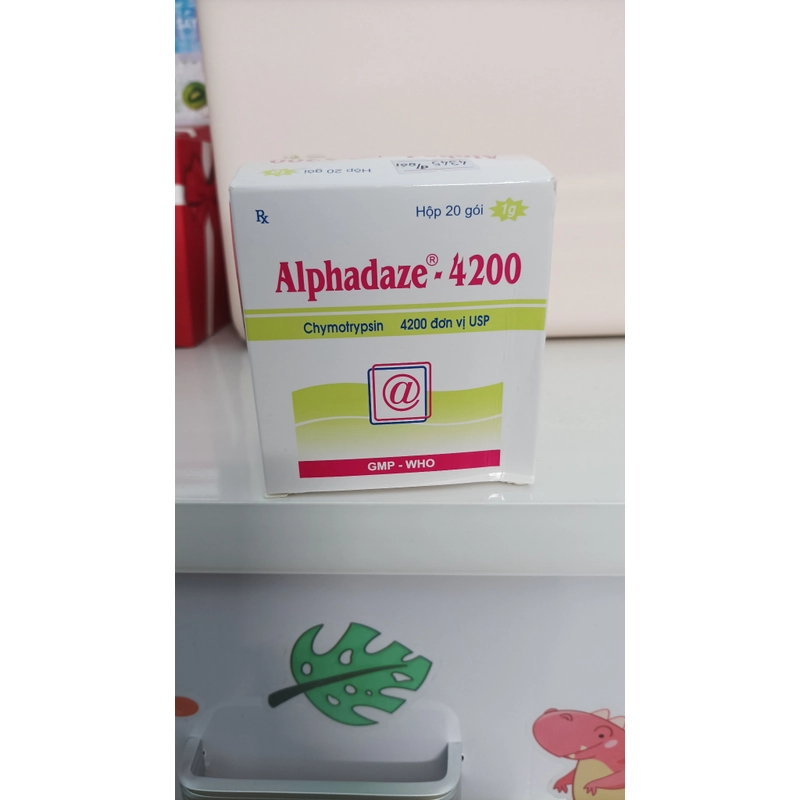 Hộp 20 gói
Rx
Hộp 20 gói 1g
Alphadaze® - 4200
Chymotrypsin 4200 đơn vị USP
@
GMP - WHO